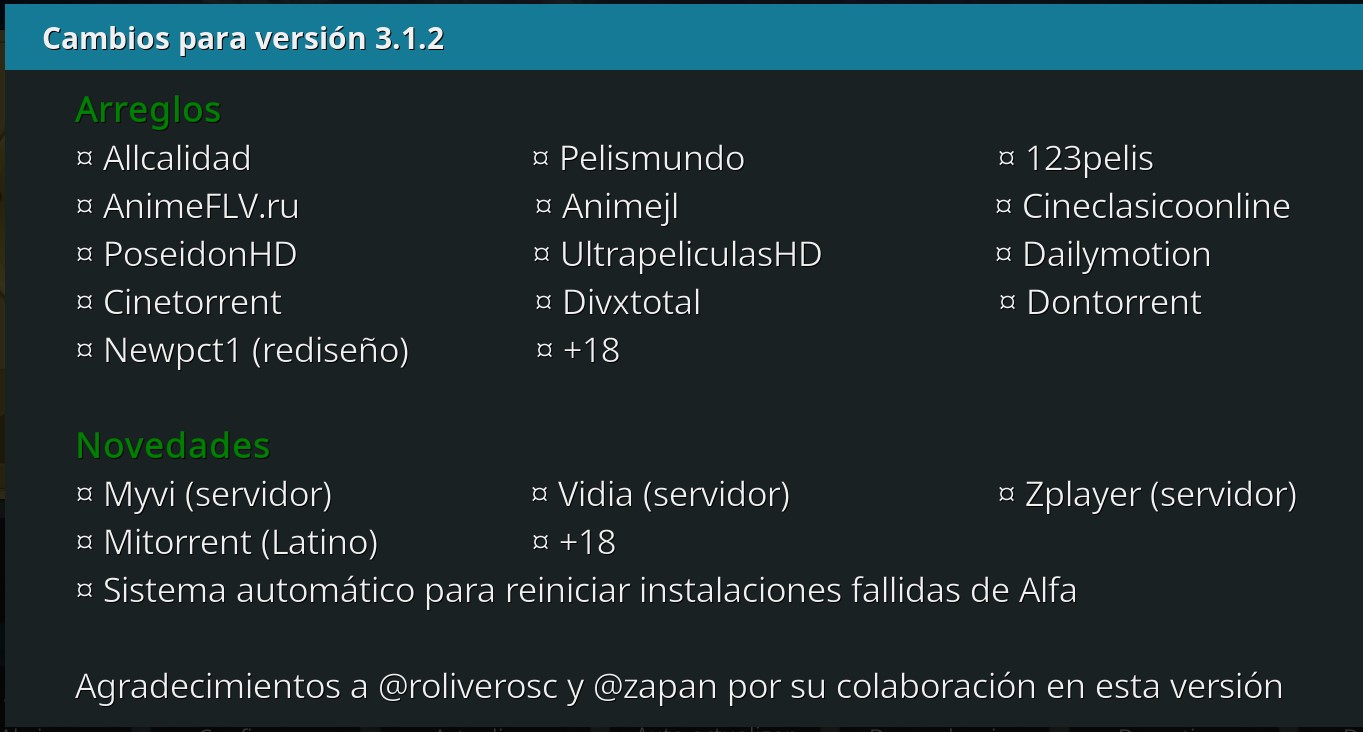 Cambios para versión 3.1.2
Arreglos
¤ Allcalidad ¤ Pelismundo ¤ 123pelis
¤ AnimeFLV.ru ¤ Animejl ¤ Cineclasicoonline
¤ PoseidonHD ¤ UltrapeliculasHD ¤ Dailymotion
¤ Cinetorrent ¤ Divxtotal ¤ Dontorrent
¤ Newpct1 (rediseño) ¤ +18
Novedades
¤ Myvi (servidor) ¤ Vidia (servidor) ¤ Zplayer (servidor)
¤ Mitorrent (Latino) ¤ +18
¤ Sistema automático para reiniciar instalaciones fallidas de Alfa
Agradecimientos a @roliverosc y @zapan por su colaboración en esta versión